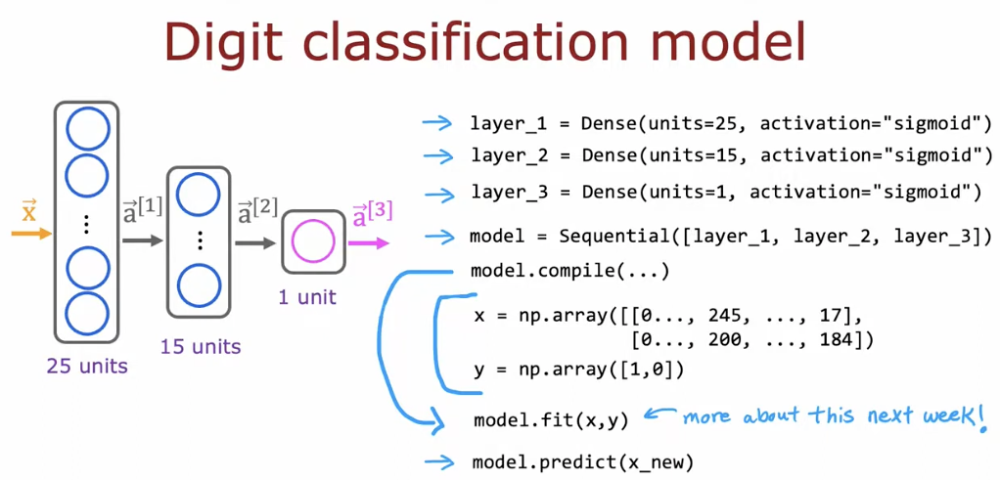 Digit classification model
x⃗
a⃗[1]
a⃗[2]
a⃗[3]
25 units
15 units
1 unit
layer_1 = Dense(units=25, activation="sigmoid")
layer_2 = Dense(units=15, activation="sigmoid")
layer_3 = Dense(units=1, activation="sigmoid")
model = Sequential([layer_1, layer_2, layer_3])
model.compile(...)
x = np.array([[0..., 245, ..., 17],
[0..., 200, ..., 184])
y = np.array([1,0])
model.fit(x,y) ← more about this next week!
model.predict(x_new)